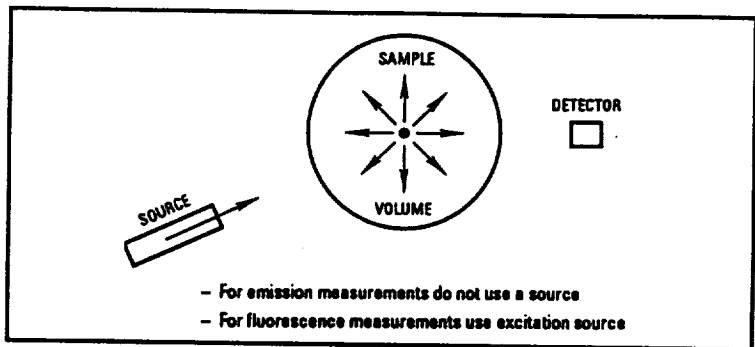 SAMPLE
DETECTOR
SOURCE
VOLUME
– For emission measurements do not use a source
– For fluorescence measurements use excitation source